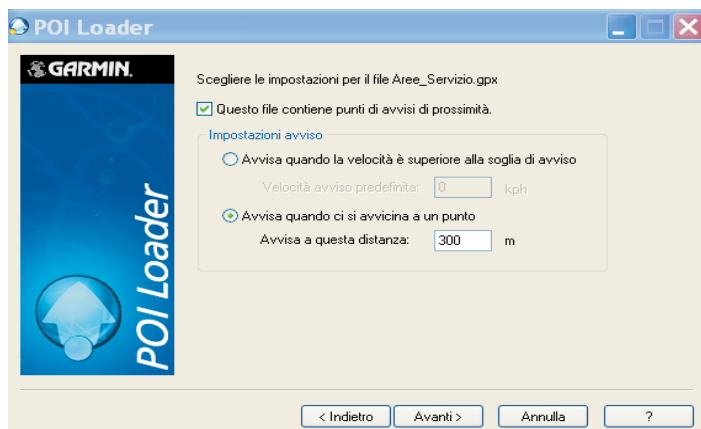 POI Loader
GARMIN.
POI Loader
Scegliere le impostazioni per il file Aree_Servizio.gpx
Questo file contiene punti di avvisi di prossimità.
Impostazioni avviso
Avvisa quando la velocità è superiore alla soglia di avviso
Velocità avviso predefinita: 0 kph
Avvisa quando ci si avvicina a un punto
Avvisa a questa distanza: 300 m
< Indietro Avanti > Annulla ?